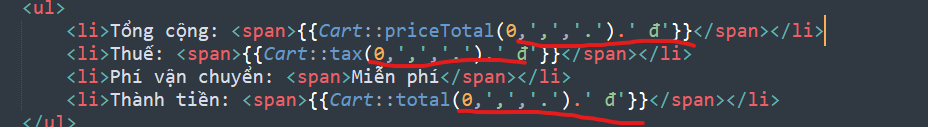 <ul>
<li>Tổng cộng: <span>{{Cart::priceTotal(0,',','.').' đ'}}</span></li>
<li>Thuế: <span>{{Cart::tax(0,',','.').' đ'}}</span></li>
<li>Phí vận chuyển: <span>Miễn phí</span></li>
<li>Thành tiền: <span>{{Cart::total(0,',','.').' đ'}}</span></li>
</ul>